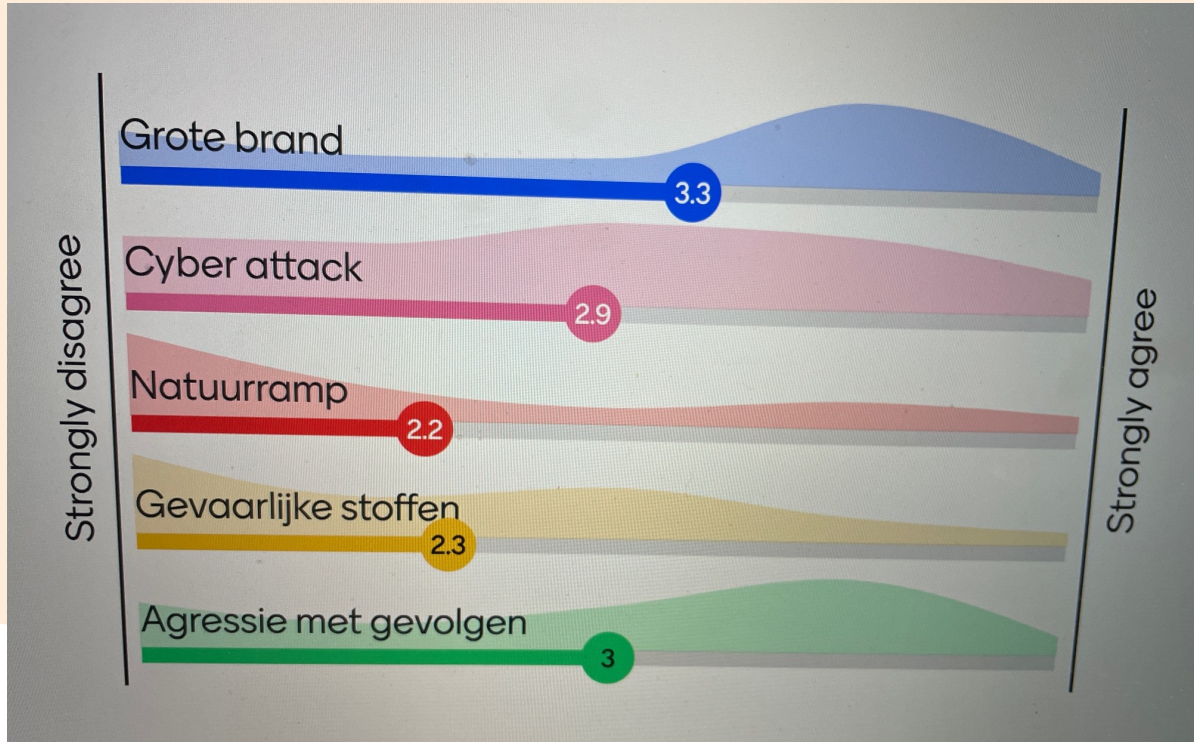 Strongly disagree
Grote brand
3.3
Cyber attack
2.9
Natuurramp
2.2
Gevaarlijke stoffen
2.3
Agressie met gevolgen
3
Strongly agree